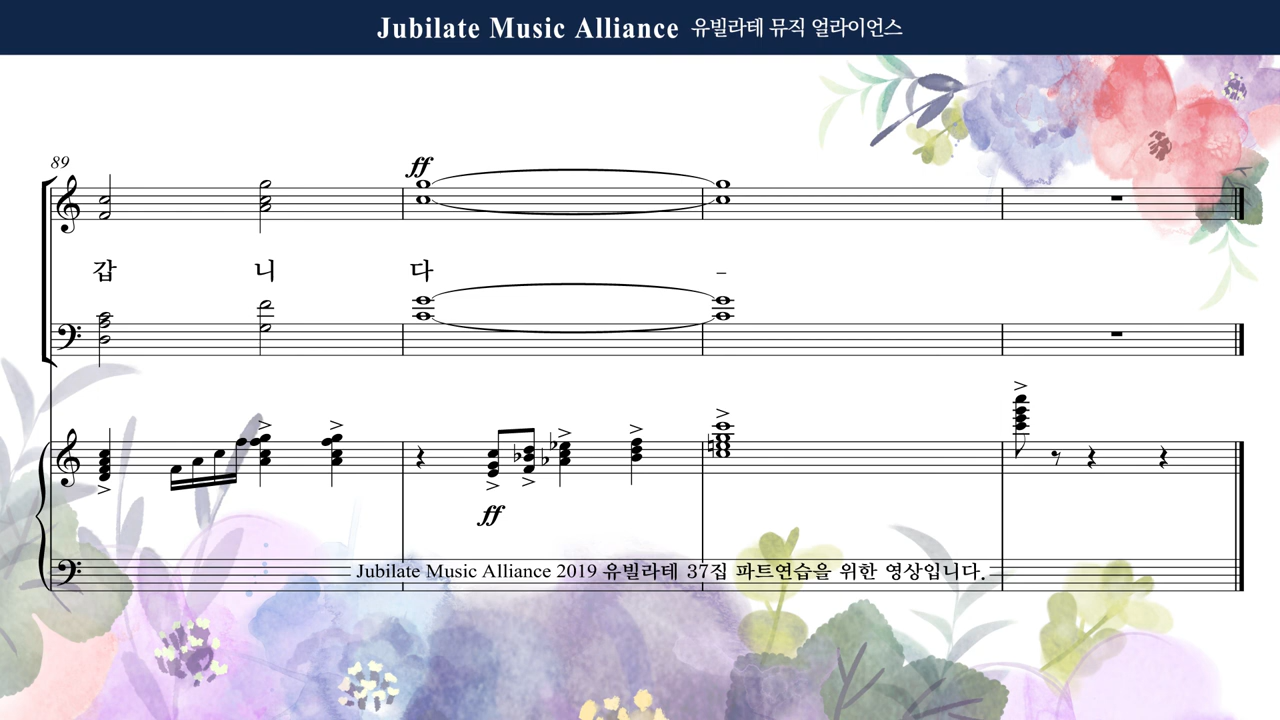 Jubilate Music Alliance 유빌라테 뮤직 얼라이언스
89
ff
갑 니 다 -
ff
Jubilate Music Alliance 2019 유빌라테 37집 파트연습을 위한 영상입니다.